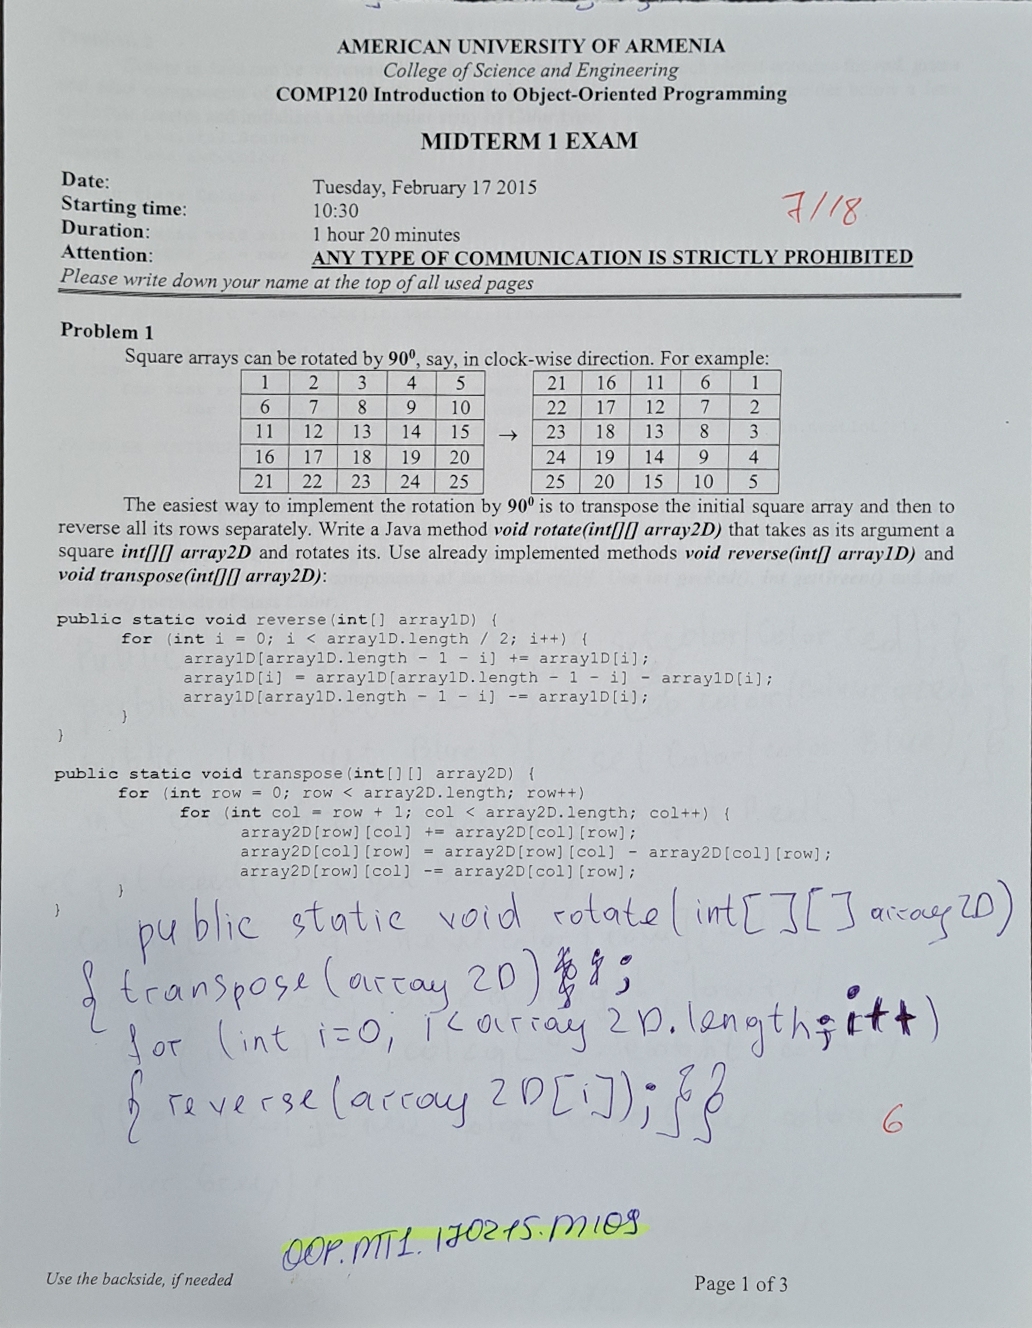 AMERICAN UNIVERSITY OF ARMENIA
College of Science and Engineering
COMP120 Introduction to Object-Oriented Programming
MIDTERM 1 EXAM
Date: Tuesday, February 17 2015
7/18
Starting time: 10:30
Duration: 1 hour 20 minutes
Attention: ANY TYPE OF COMMUNICATION IS STRICTLY PROHIBITED
Please write down your name at the top of all used pages
Problem 1
Square arrays can be rotated by 90⁰, say, in clock-wise direction. For example:
1 2 3 4 5 21 16 11 6 1
6 7 8 9 10 22 17 12 7 2
11 12 13 14 15 → 23 18 13 8 3
16 17 18 19 20 24 19 14 9 4
21 22 23 24 25 25 20 15 10 5
The easiest way to implement the rotation by 90⁰ is to transpose the initial square array and then to
reverse all its rows separately. Write a Java method void rotate(int[][] array2D) that takes as its argument a
square int[][] array2D and rotates its. Use already implemented methods void reverse(int[] array1D) and
void transpose(int[][] array2D):
public static void reverse(int[] array1D) {
for (int i = 0; i < array1D.length / 2; i++) {
array1D[array1D.length - 1 - i] += array1D[i];
array1D[i] = array1D[array1D.length - 1 - i] - array1D[i];
array1D[array1D.length - 1 - i] -= array1D[i];
}
}
public static void transpose(int[][] array2D) {
for (int row = 0; row < array2D.length; row++)
for (int col = row + 1; col < array2D.length; col++) {
array2D[row][col] += array2D[col][row];
array2D[col][row] = array2D[row][col] - array2D[col][row];
array2D[row][col] -= array2D[col][row];
}
}
public static void rotate(int[][] array2D)
{ transpose(array 2D) ;
for (int i=0, i<array 2D.length; i++)
{ reverse(array 2D[i]); }}
6
OOP.MT1.170215.M109
Use the backside, if needed
Page 1 of 3